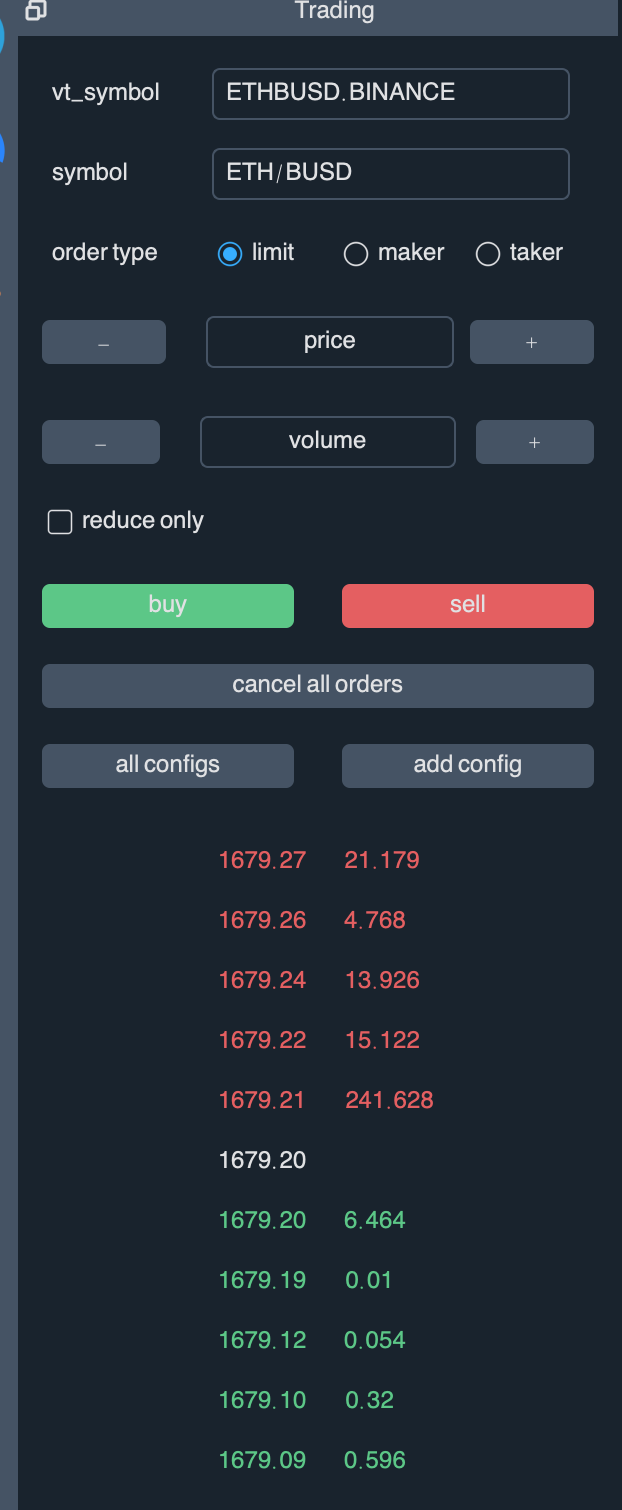 Trading
vt_symbol ETHBUSD.BINANCE
symbol ETH/BUSD
order type limit maker taker
– price +
– volume +
reduce only
buy sell
cancel all orders
all configs add config
1679.27 21.179
1679.26 4.768
1679.24 13.926
1679.22 15.122
1679.21 241.628
1679.20
1679.20 6.464
1679.19 0.01
1679.12 0.054
1679.10 0.32
1679.09 0.596